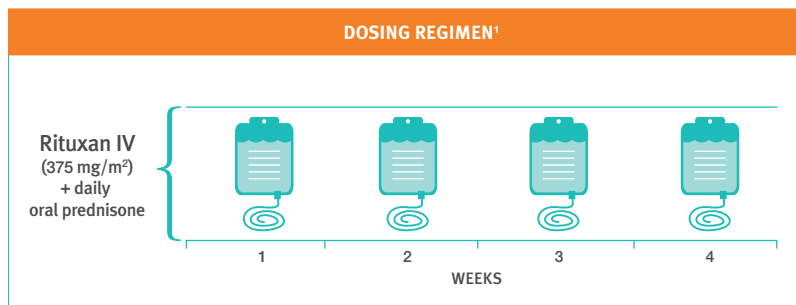 DOSING REGIMEN¹
Rituxan IV
(375 mg/m²)
+ daily
oral prednisone
1 2 3 4
WEEKS